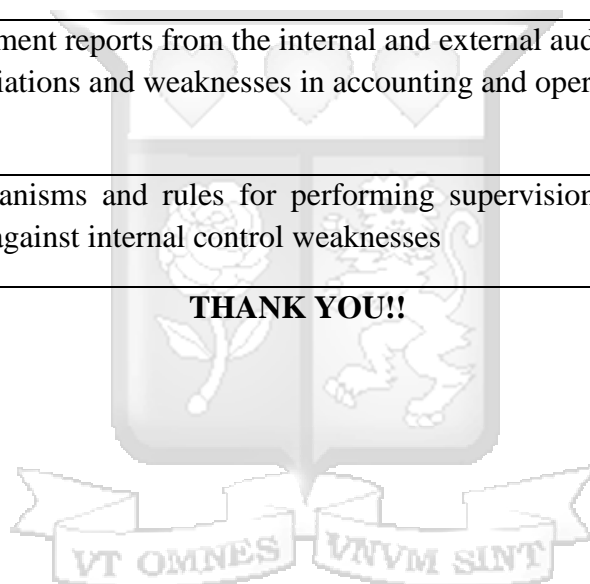 ment reports from the internal and external aud
iations and weaknesses in accounting and oper
anisms and rules for performing supervision
against internal control weaknesses
THANK YOU!!
VT OMNES VNVM SINT